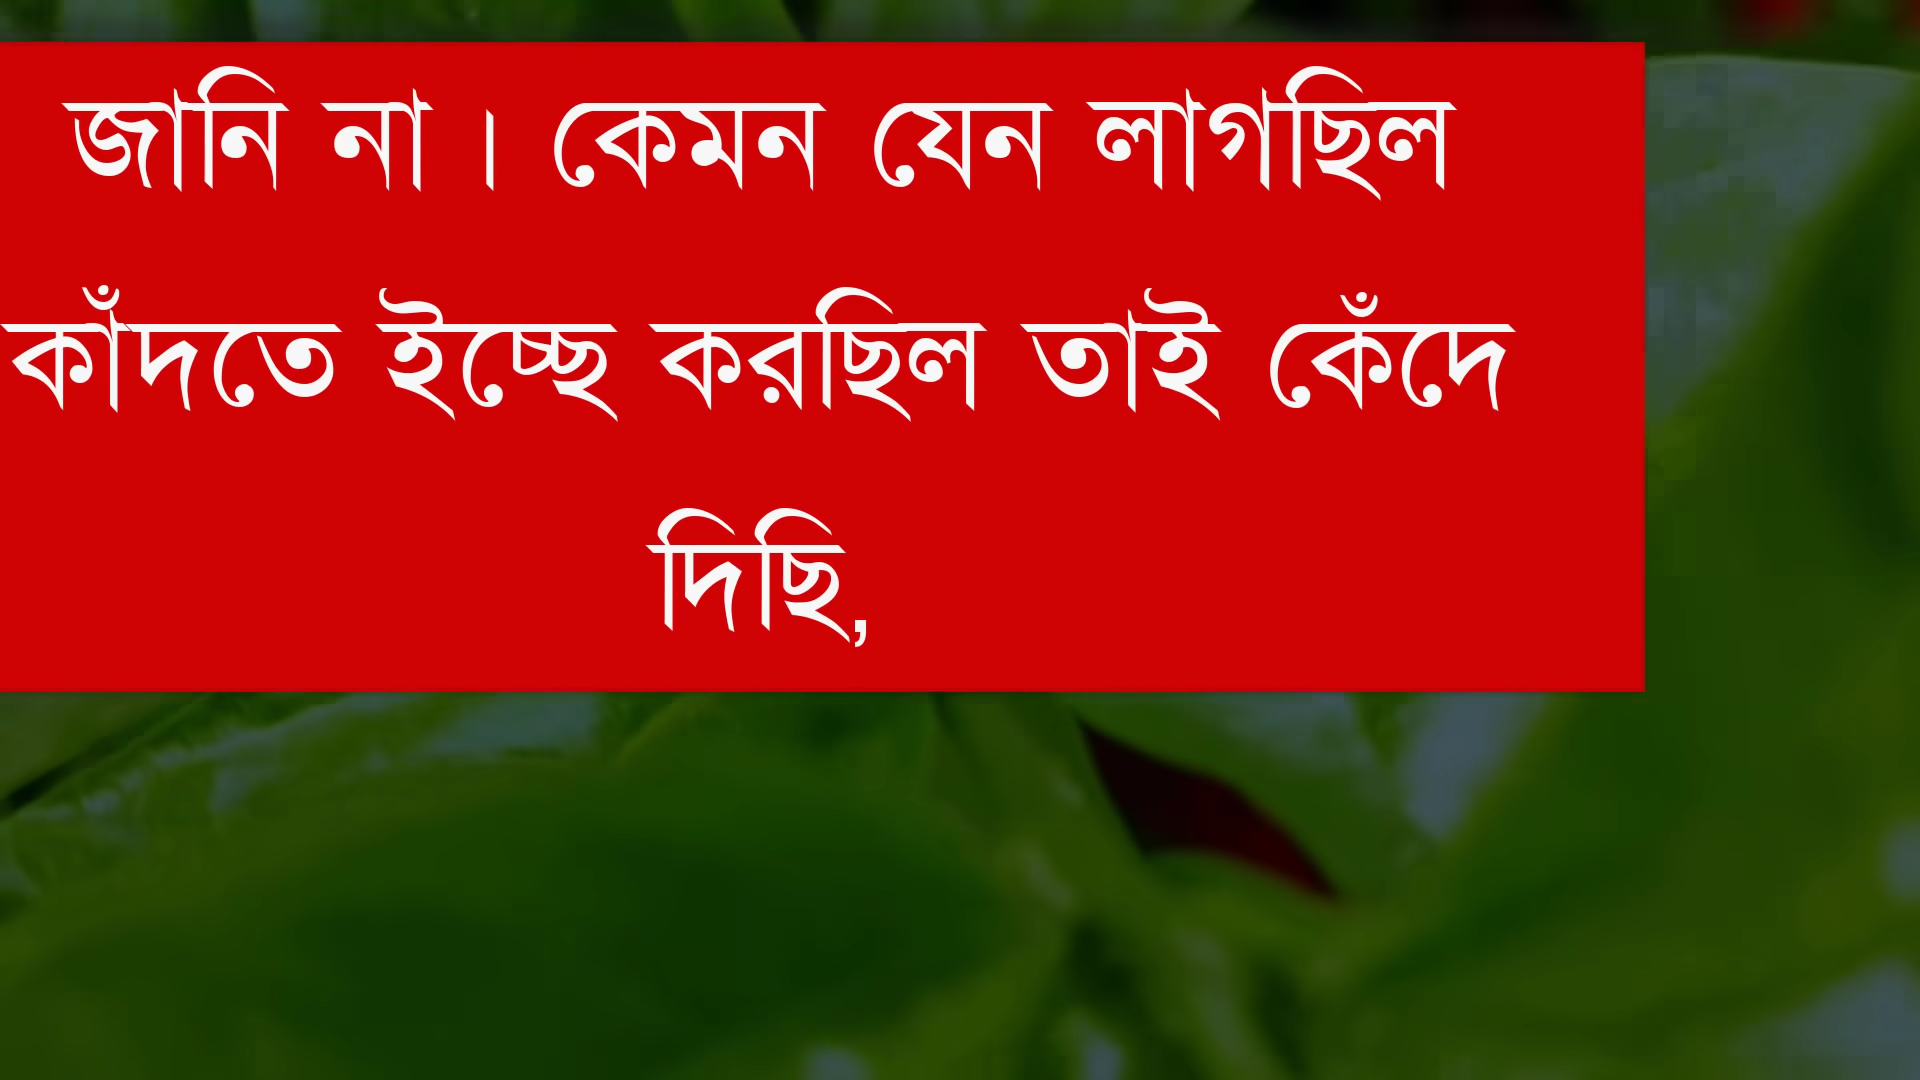 জানি না । কেমন যেন লাগছিল
কাঁদতে ইচ্ছে করছিল তাই কেঁদে
দিছি,